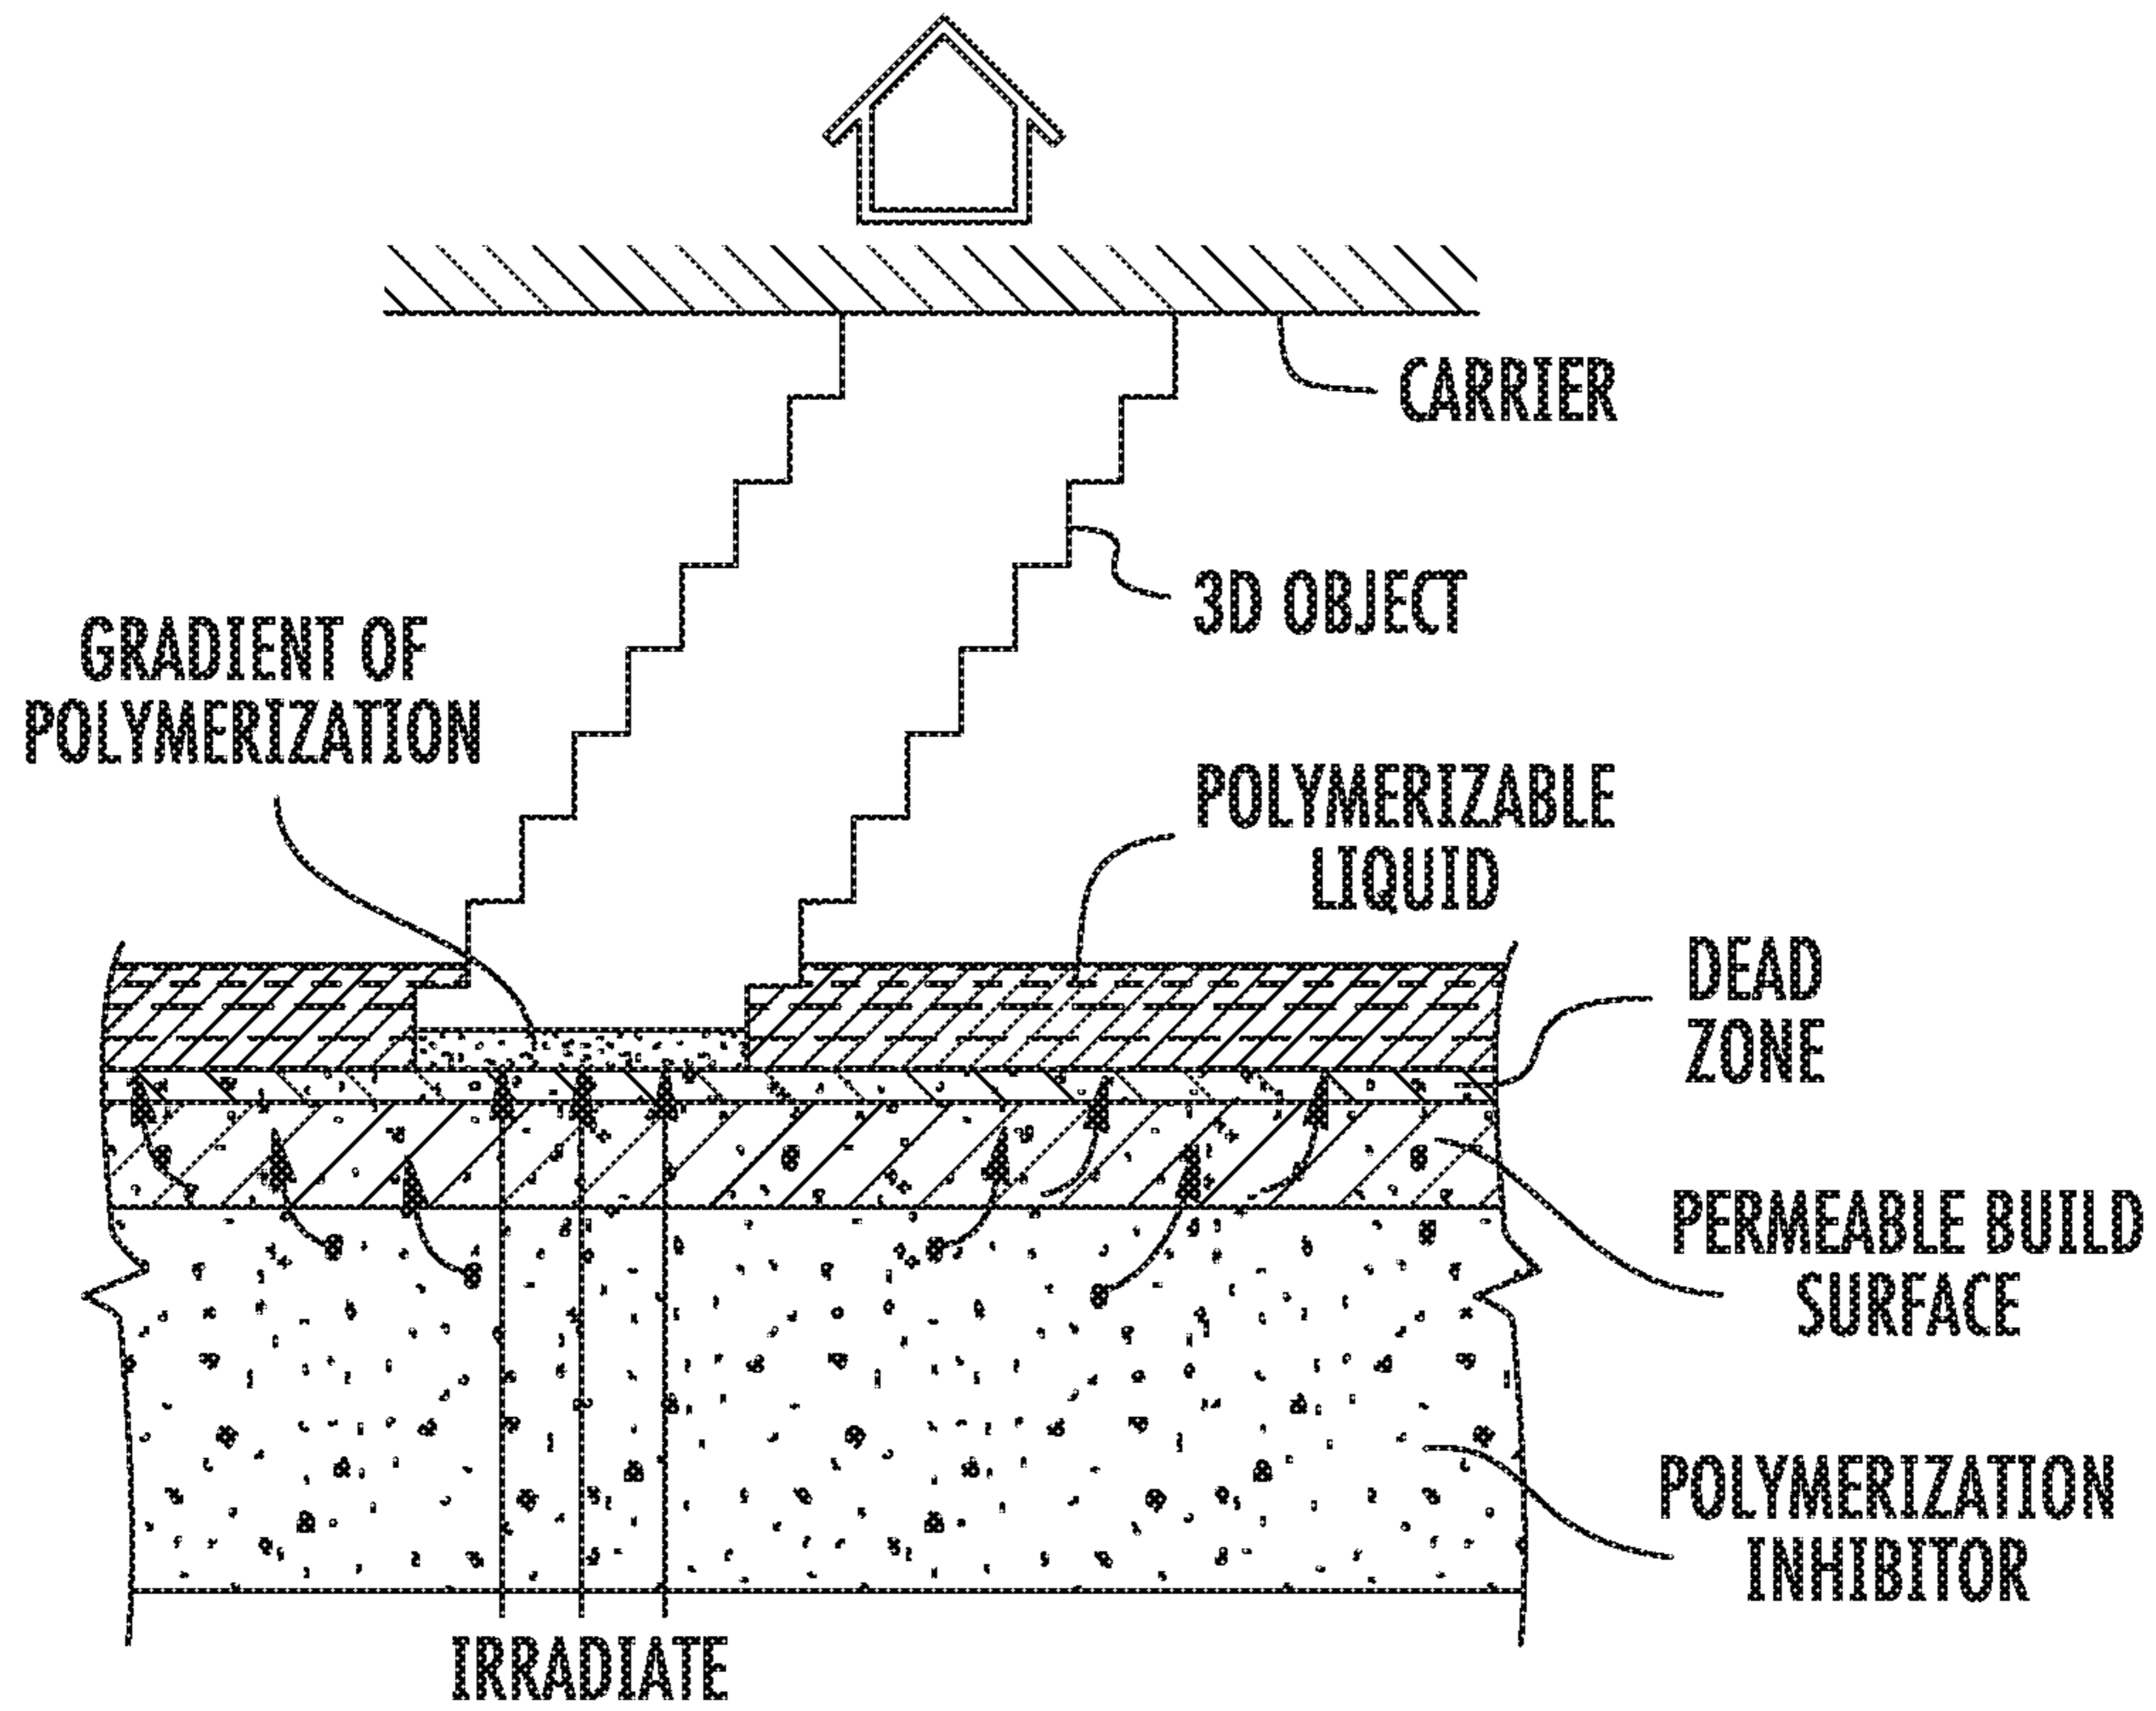 CARRIER
3D OBJECT
GRADIENT OF
POLYMERIZATION
POLYMERIZABLE
LIQUID
DEAD
ZONE
PERMEABLE BUILD
SURFACE
POLYMERIZATION
INHIBITOR
IRRADIATE